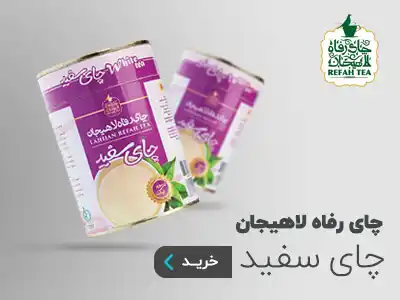 چای رفاه
لاهیجان
REFAH TEA
چای سفید White tea
چای رفاه لاهیجان
LAHIJAN REFAH TEA
چای سفید
چای رفاه لاهیجان
چای سفید
خرید